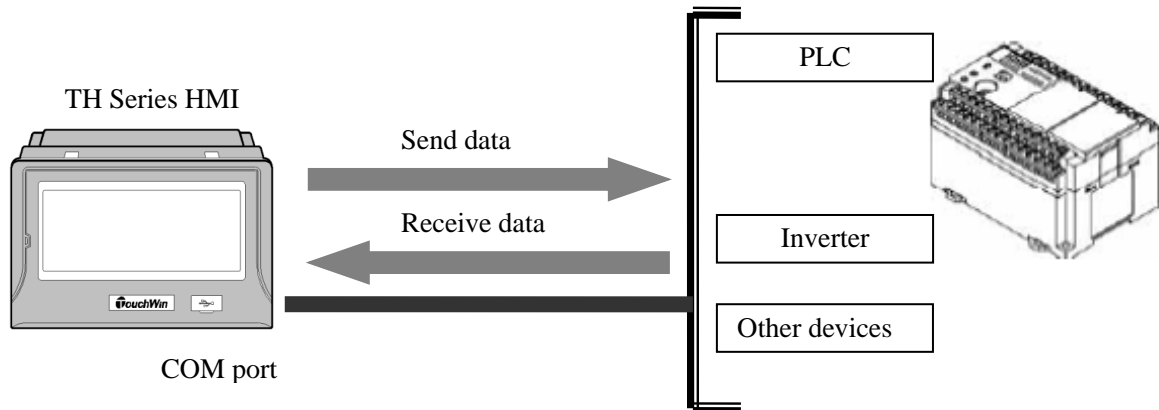 TH Series HMI
Send data
Receive data
TouchWin
COM port
PLC
Inverter
Other devices